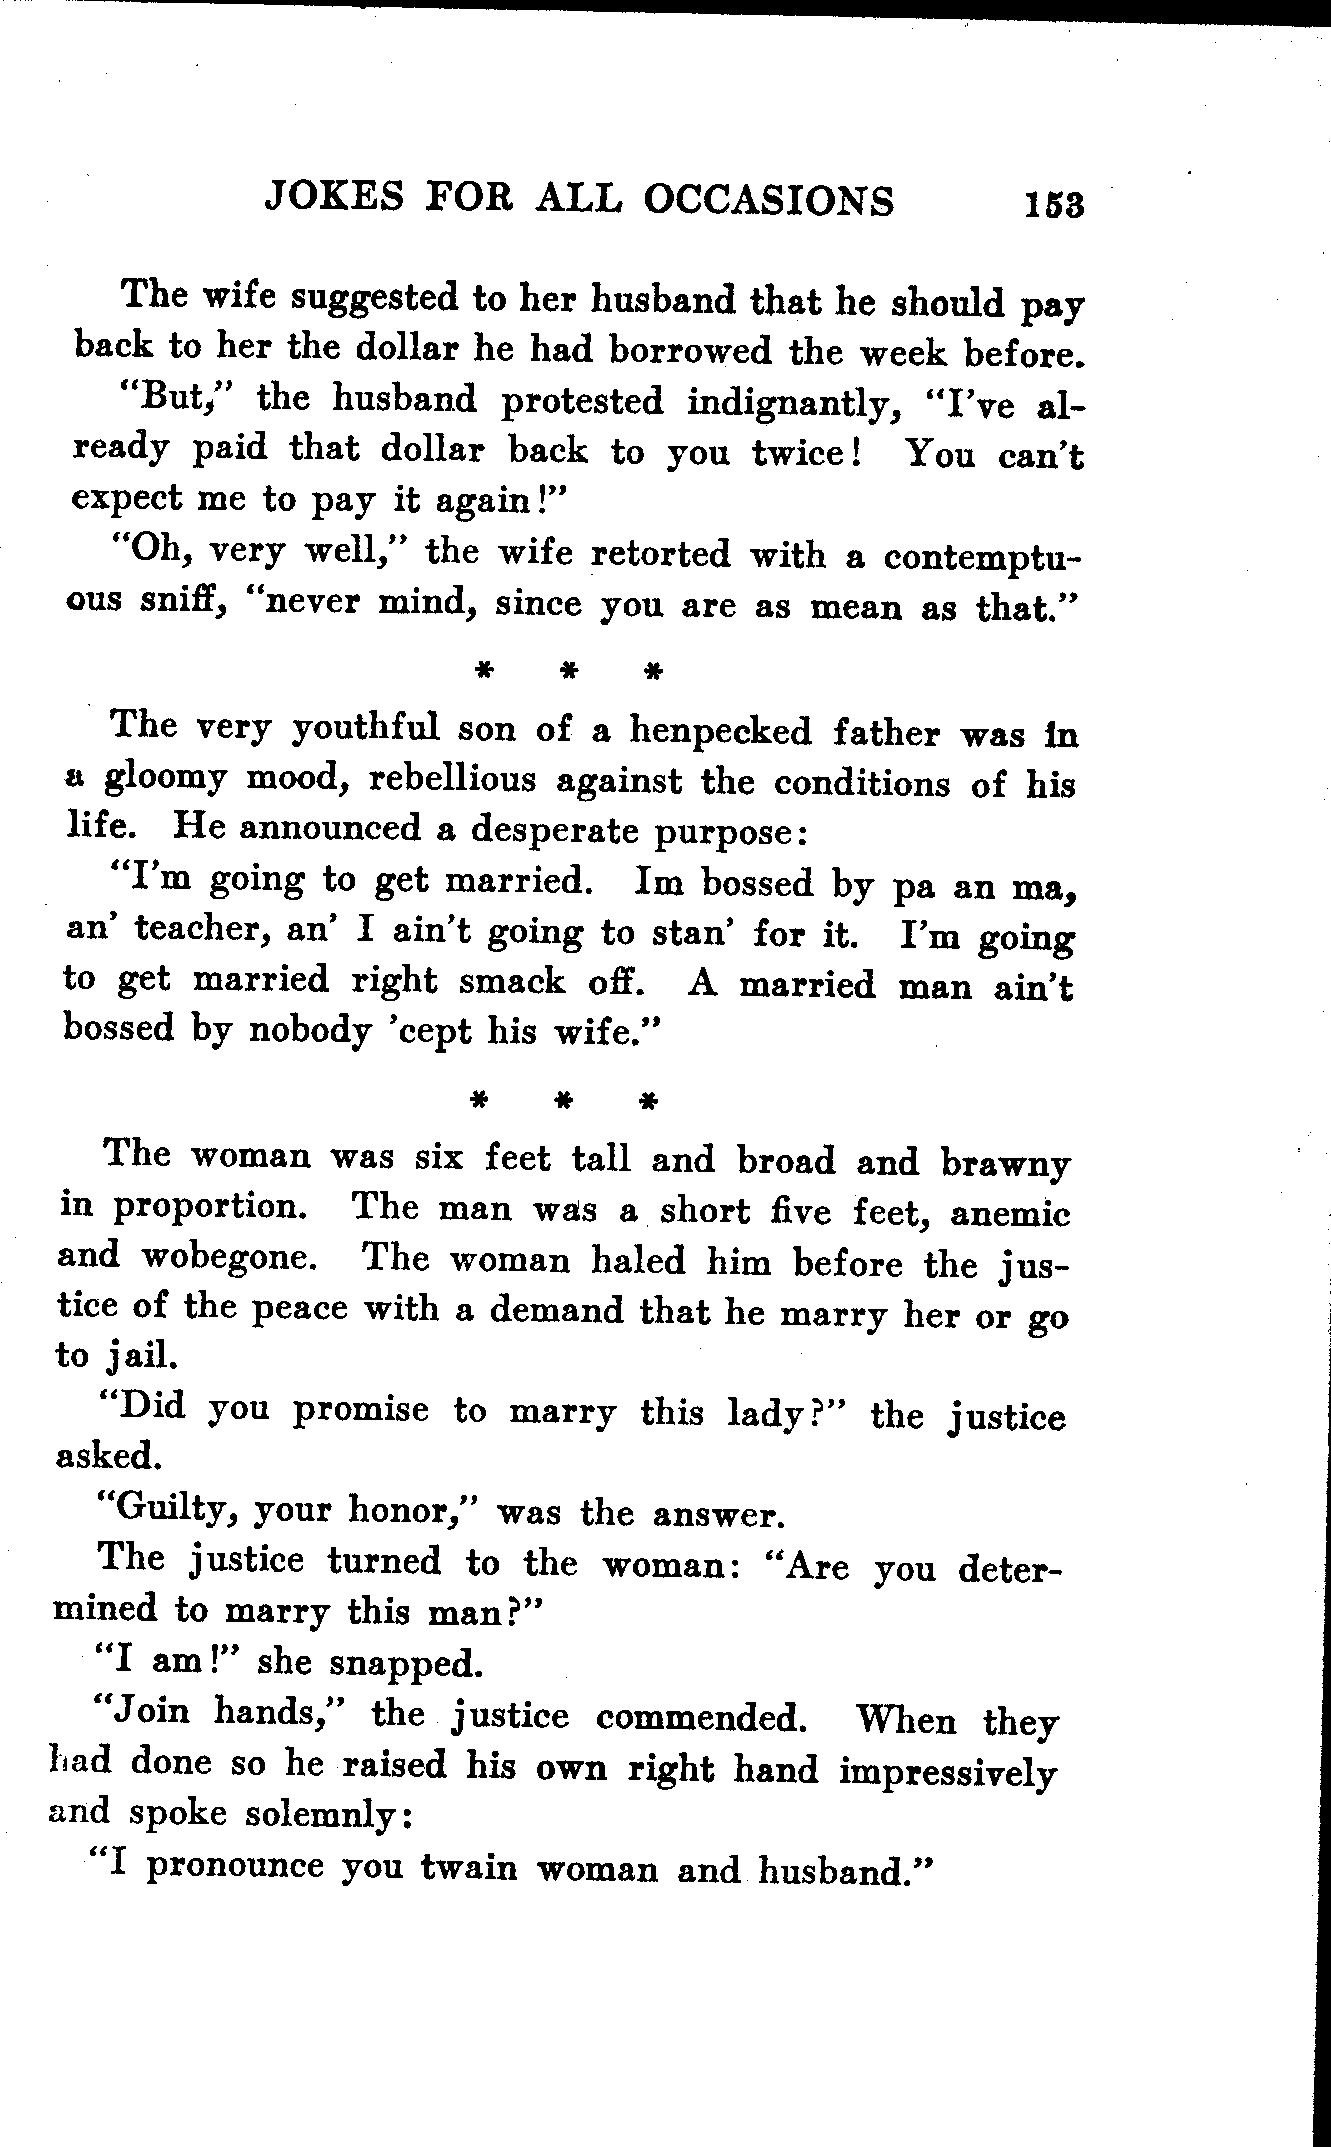 JOKES FOR ALL OCCASIONS 153
The wife suggested to her husband that he should pay
back to her the dollar he had borrowed the week before.
“But,” the husband protested indignantly, “I’ve al-
ready paid that dollar back to you twice! You can’t
expect me to pay it again!”
“Oh, very well,” the wife retorted with a contemptu-
ous sniff, “never mind, since you are as mean as that.”
* * *
The very youthful son of a henpecked father was in
a gloomy mood, rebellious against the conditions of his
life. He announced a desperate purpose:
“I’m going to get married. Im bossed by pa an ma,
an’ teacher, an’ I ain’t going to stan’ for it. I’m going
to get married right smack off. A married man ain’t
bossed by nobody ’cept his wife.”
* * *
The woman was six feet tall and broad and brawny
in proportion. The man was a short five feet, anemic
and wobegone. The woman haled him before the jus-
tice of the peace with a demand that he marry her or go
to jail.
“Did you promise to marry this lady?” the justice
asked.
“Guilty, your honor,” was the answer.
The justice turned to the woman: “Are you deter-
mined to marry this man?”
“I am!” she snapped.
“Join hands,” the justice commended. When they
had done so he raised his own right hand impressively
and spoke solemnly:
“I pronounce you twain woman and husband.”